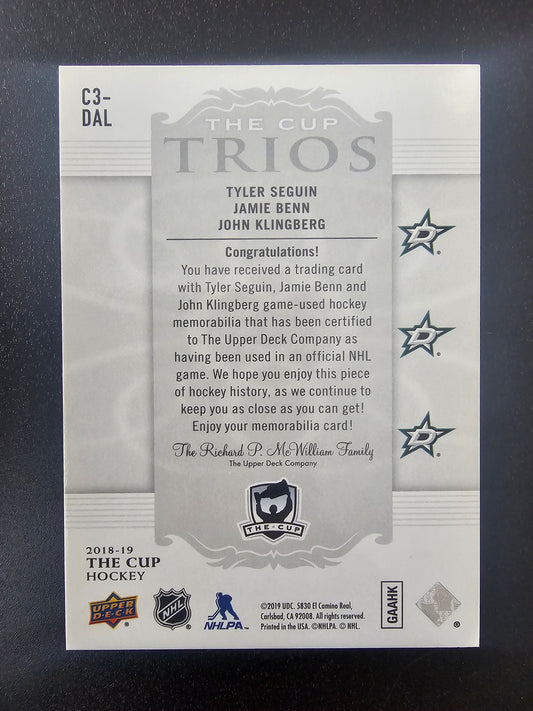 C3-
DAL
THE CUP
TRIOS
TYLER SEGUIN
JAMIE BENN
JOHN KLINGBERG
Congratulations!
You have received a trading card
with Tyler Seguin, Jamie Benn and
John Klingberg game-used hockey
memorabilia that has been certified
to The Upper Deck Company as
having been used in an official NHL
game. We hope you enjoy this piece
of hockey history, as we continue to
keep you as close as you can get!
Enjoy your memorabilia card!
The Richard P. McWilliam Family
The Upper Deck Company
D
D
D
THE CUP
2018-19
THE CUP
HOCKEY
UPPER
DECK
NHL
NHLPA
©2019 UDC. 5830 El Camino Real,
Carlsbad, CA 92008. All rights reserved.
Printed in the USA. ©NHLPA. © NHL.
GAAHK
®